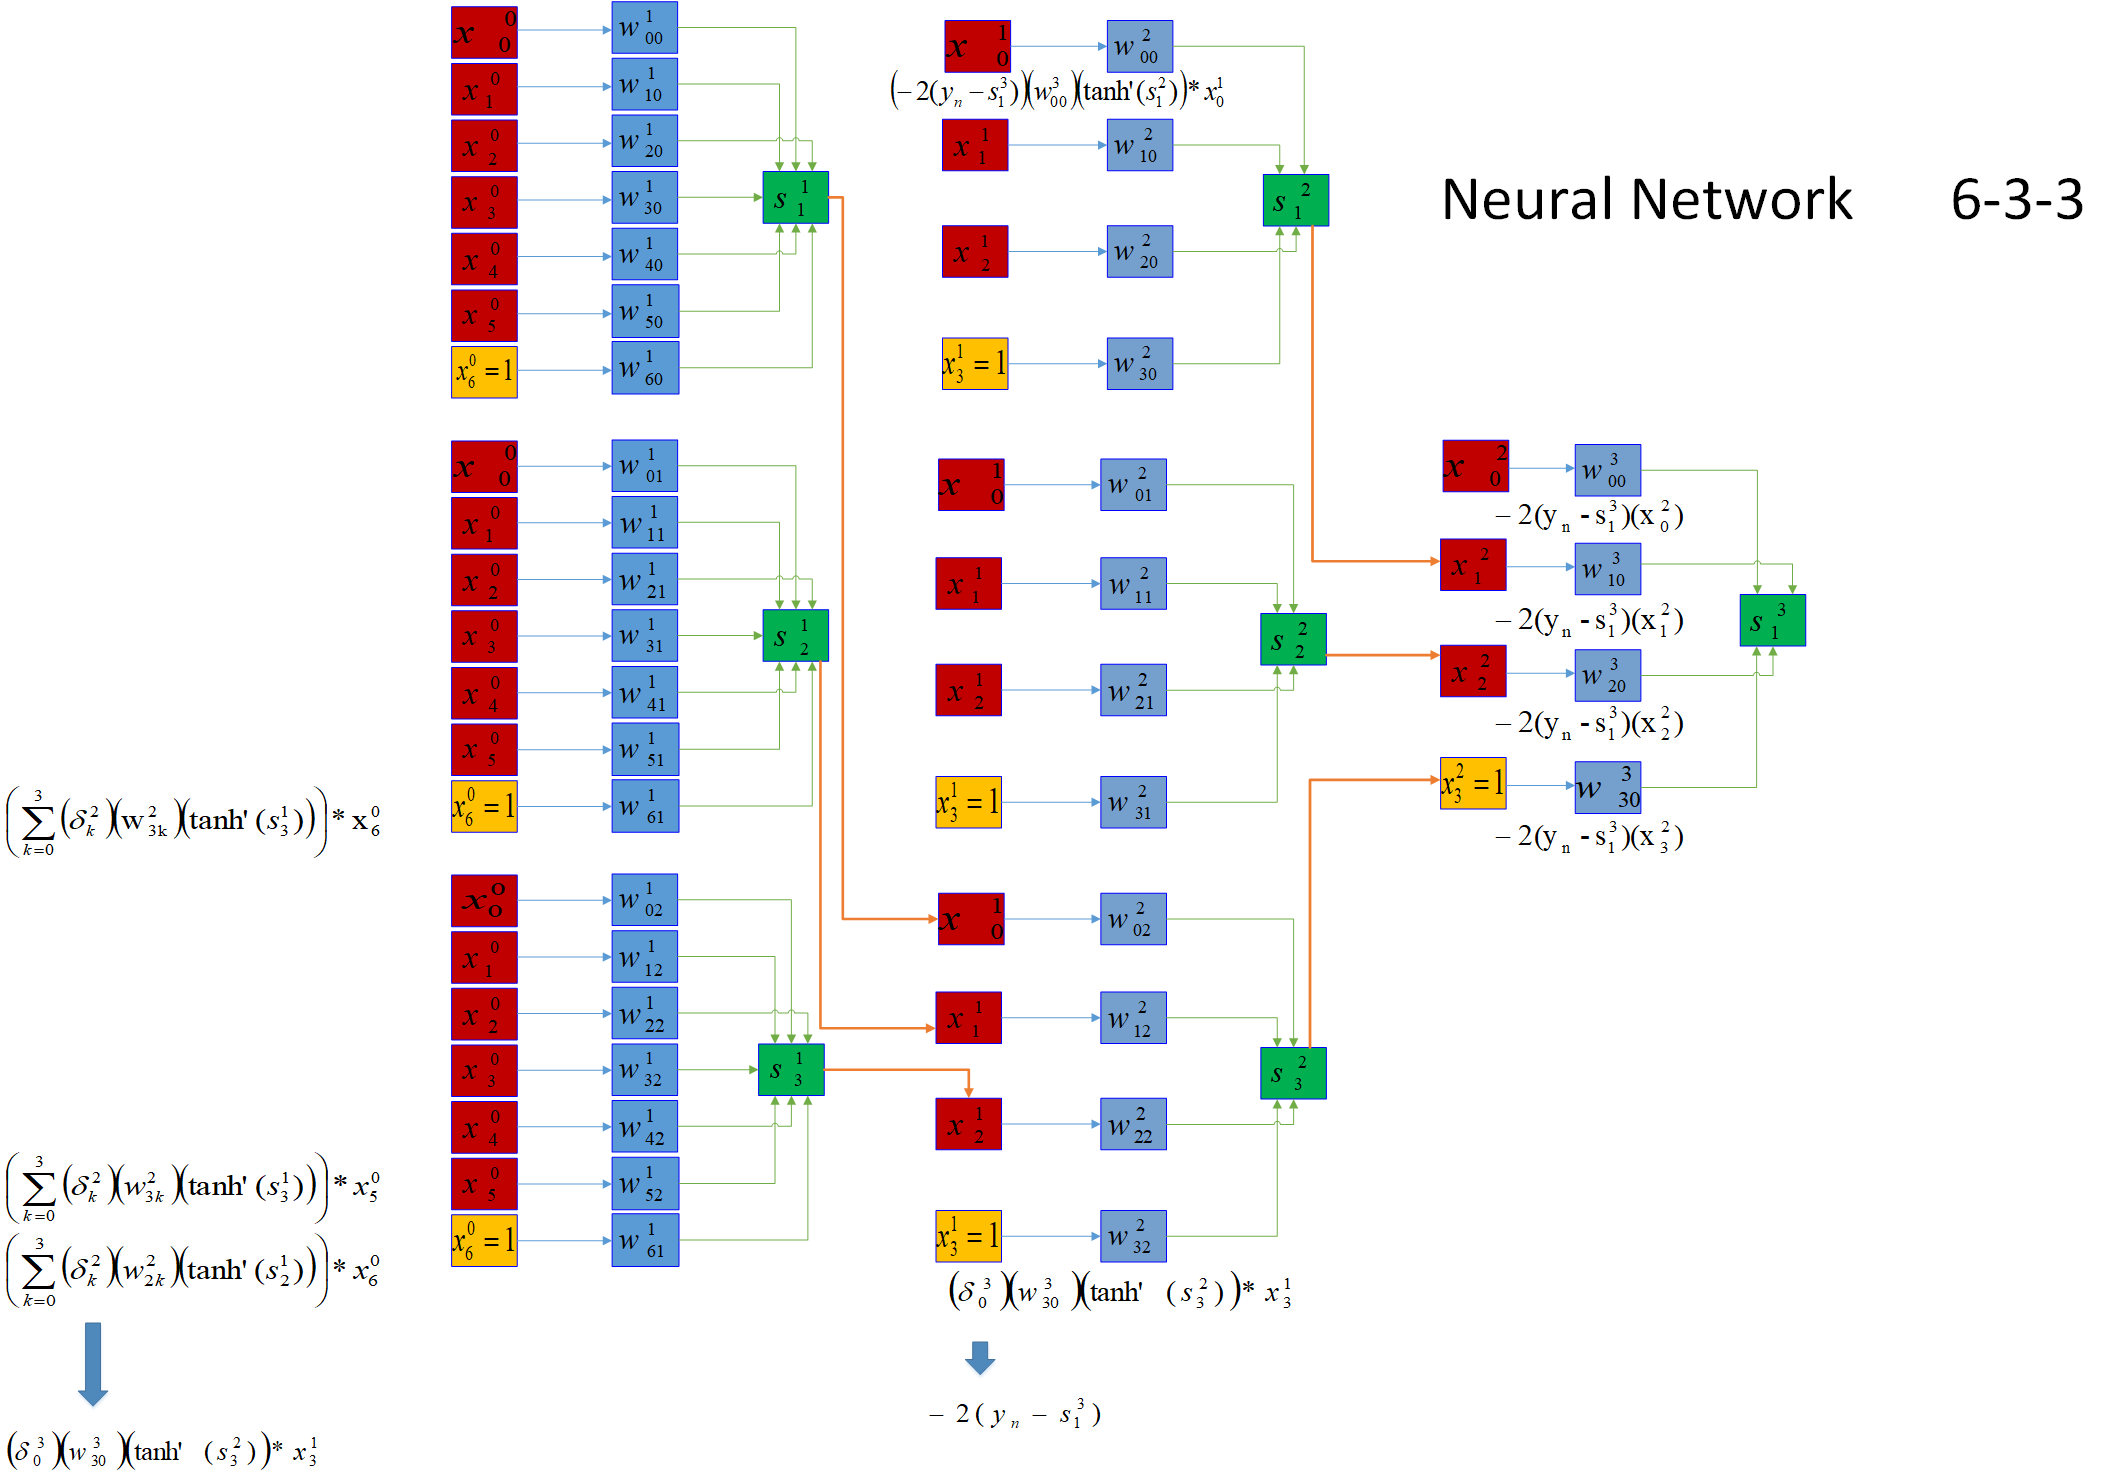 Neural Network 6-3-3
x_0^0 w_{00}^1
x_1^0 w_{10}^1
x_2^0 w_{20}^1
x_3^0 w_{30}^1 s_1^1
x_4^0 w_{40}^1
x_5^0 w_{50}^1
x_6^0 = 1 w_{60}^1
x_0^0 w_{01}^1
x_1^0 w_{11}^1
x_2^0 w_{21}^1
x_3^0 w_{31}^1 s_2^1
x_4^0 w_{41}^1
x_5^0 w_{51}^1
x_6^0 = 1 w_{61}^1
x_0^0 w_{02}^1
x_1^0 w_{12}^1
x_2^0 w_{22}^1
x_3^0 w_{32}^1 s_3^1
x_4^0 w_{42}^1
x_5^0 w_{52}^1
x_6^0 = 1 w_{61}^1
(\sum_{k=0}^3 (δ_k^2)(w_{3k}^2)(tanh'(s_3^1))) * x_6^0
(\sum_{k=0}^3 (δ_k^2)(w_{3k}^2)(tanh'(s_3^1))) * x_5^0
(\sum_{k=0}^3 (δ_k^2)(w_{2k}^2)(tanh'(s_2^1))) * x_6^0
(δ_0^3)(w_{30}^3)(tanh' (s_3^2)) * x_3^1
x_0^1 w_{00}^2
(-2(y_n - s_1^3))(w_{00}^3)(tanh'(s_1^2)) * x_0^1
x_1^1 w_{10}^2
s_1^2
x_2^1 w_{20}^2
x_3^1 = 1 w_{30}^2
x_0^1 w_{01}^2
x_1^1 w_{11}^2
s_2^2
x_2^1 w_{21}^2
x_3^1 = 1 w_{31}^2
x_0^1 w_{02}^2
x_1^1 w_{12}^2
s_3^2
x_2^1 w_{22}^2
x_3^1 = 1 w_{32}^2
(δ_0^3)(w_{30}^3)(tanh' (s_3^2)) * x_3^1
- 2(y_n - s_1^3)
x_0^2 w_{00}^3
-2(y_n - s_1^3)(x_0^2)
x_1^2 w_{10}^3
-2(y_n - s_1^3)(x_1^2)
s_1^3
x_2^2 w_{20}^3
-2(y_n - s_1^3)(x_2^2)
x_3^2 = 1 w_{30}^3
-2(y_n - s_1^3)(x_3^2)